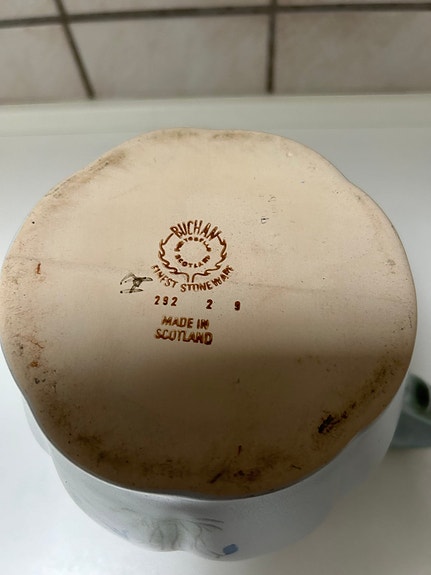 BUCHAN
PORTOBELLO
SCOTLAND
FINEST STONEWARE
292 2 9
MADE IN
SCOTLAND